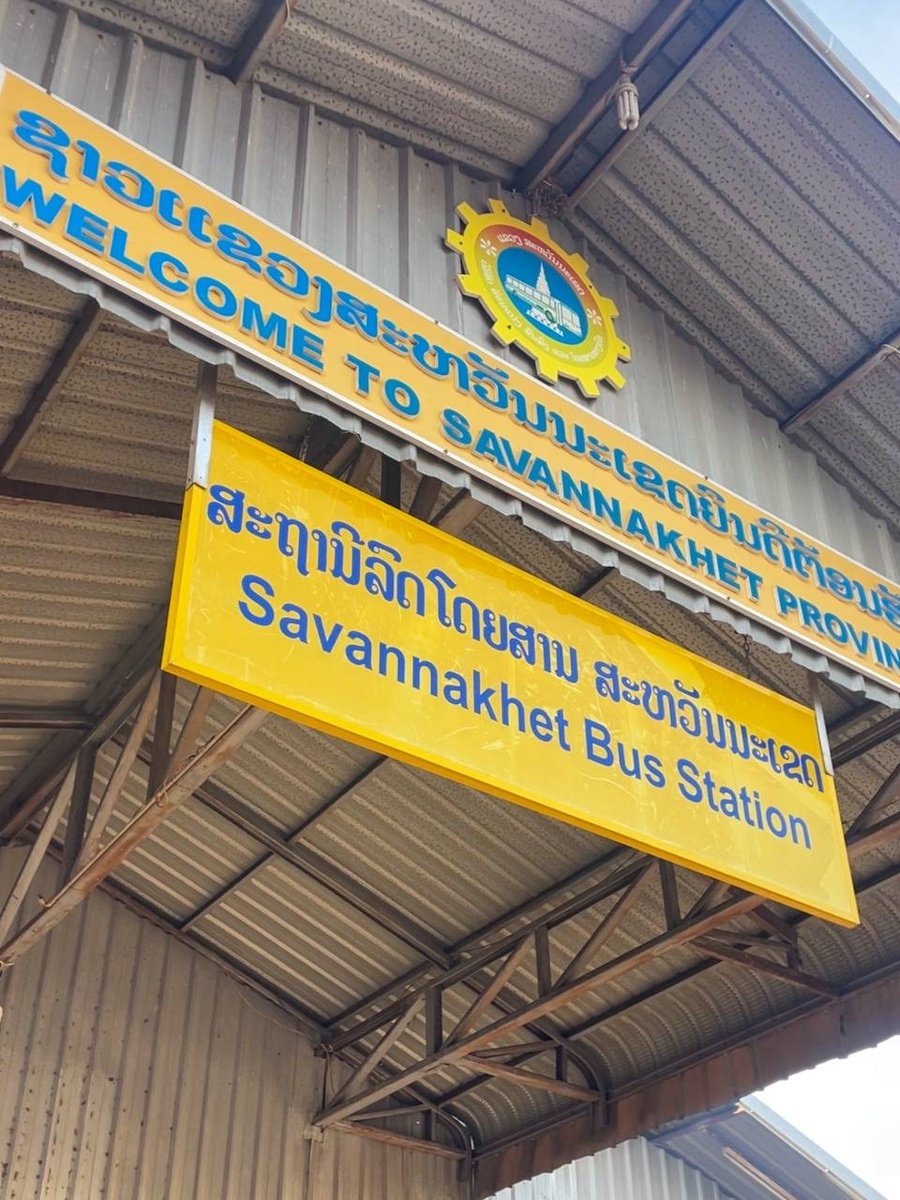 ຊາວແຂວງສະຫວັນນະເຂດຍິນດີຕ້ອນຮັ
WELCOME TO SAVANNAKHET PROVIN
ສະຖານີລົດໂດຍສານ ສະຫວັນນະເຂດ
Savannakhet Bus Station